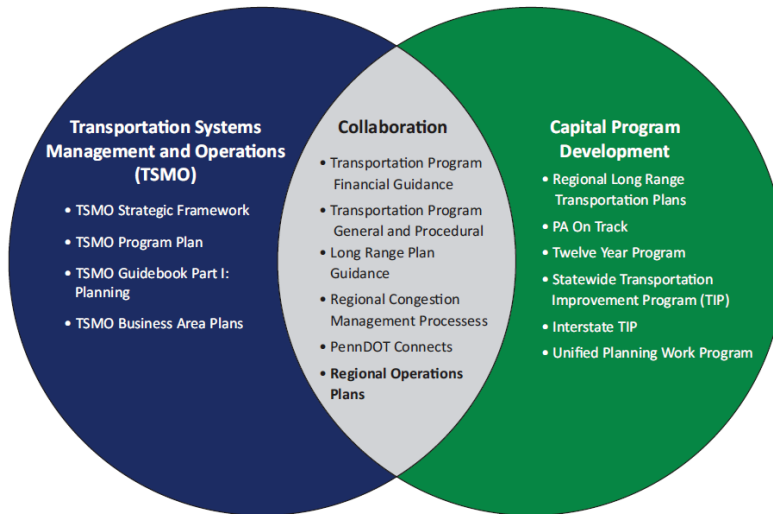 Transportation Systems
Management and Operations
(TSMO)
• TSMO Strategic Framework
• TSMO Program Plan
• TSMO Guidebook Part I:
Planning
• TSMO Business Area Plans
Collaboration
• Transportation Program
Financial Guidance
• Transportation Program
General and Procedural
• Long Range Plan
Guidance
• Regional Congestion
Management Processess
• PennDOT Connects
• Regional Operations
Plans
Capital Program
Development
• Regional Long Range
Transportation Plans
• PA On Track
• Twelve Year Program
• Statewide Transportation
Improvement Program (TIP)
• Interstate TIP
• Unified Planning Work Program